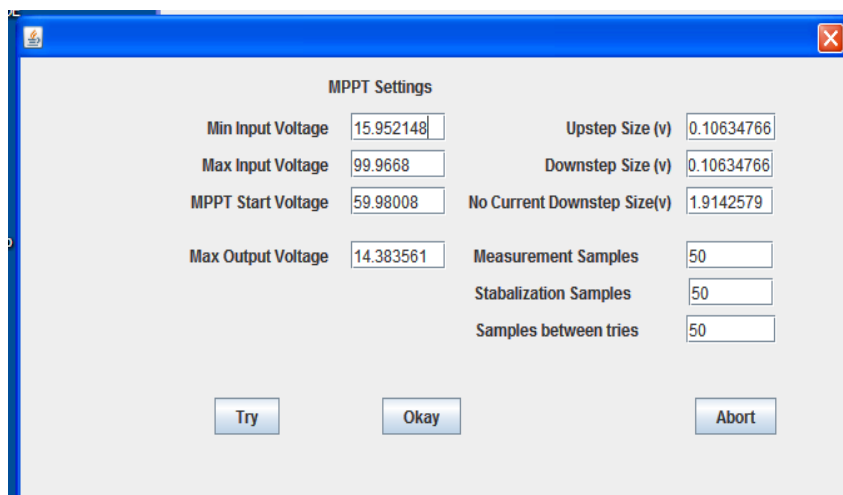 MPPT Settings
Min Input Voltage 15.952148 Upstep Size (v) 0.10634766
Max Input Voltage 99.9668 Downstep Size (v) 0.10634766
MPPT Start Voltage 59.98008 No Current Downstep Size(v) 1.9142579
Max Output Voltage 14.383561 Measurement Samples 50
Stabalization Samples 50
Samples between tries 50
Try Okay Abort